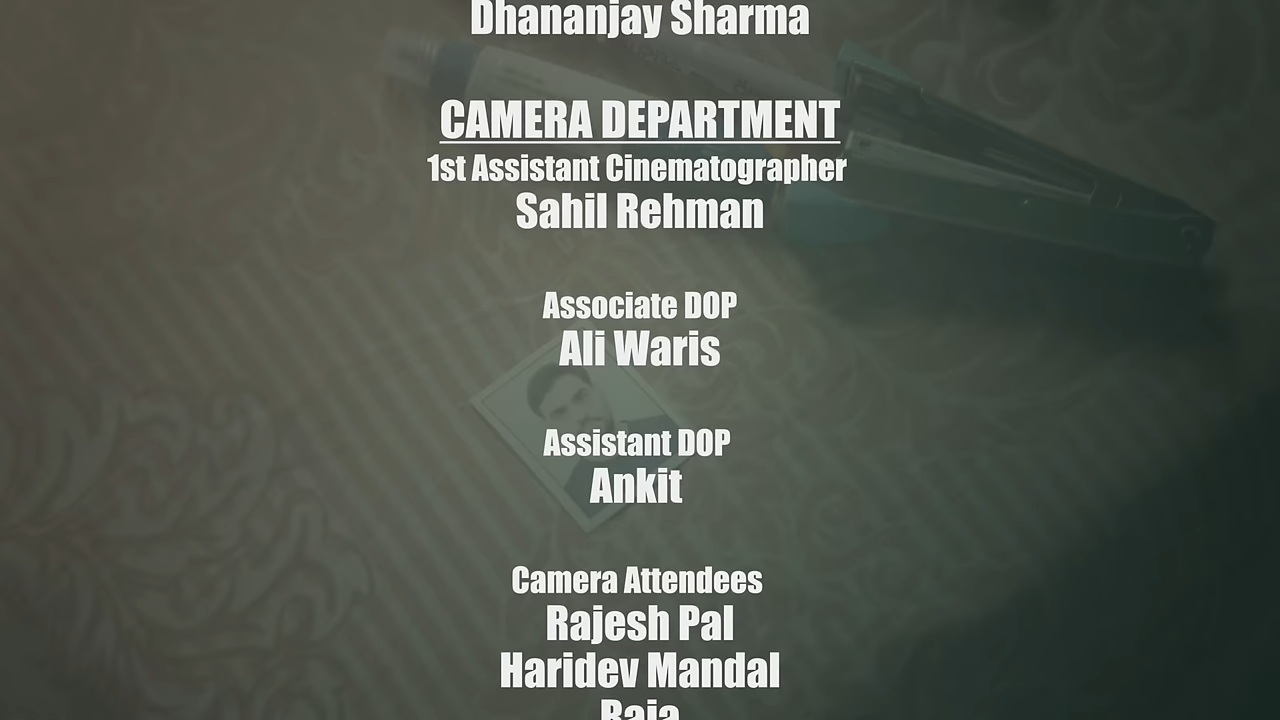 Dhananjay Sharma
CAMERA DEPARTMENT
1st Assistant Cinematographer
Sahil Rehman
Associate DOP
Ali Waris
Assistant DOP
Ankit
Camera Attendees
Rajesh Pal
Haridev Mandal
Raja